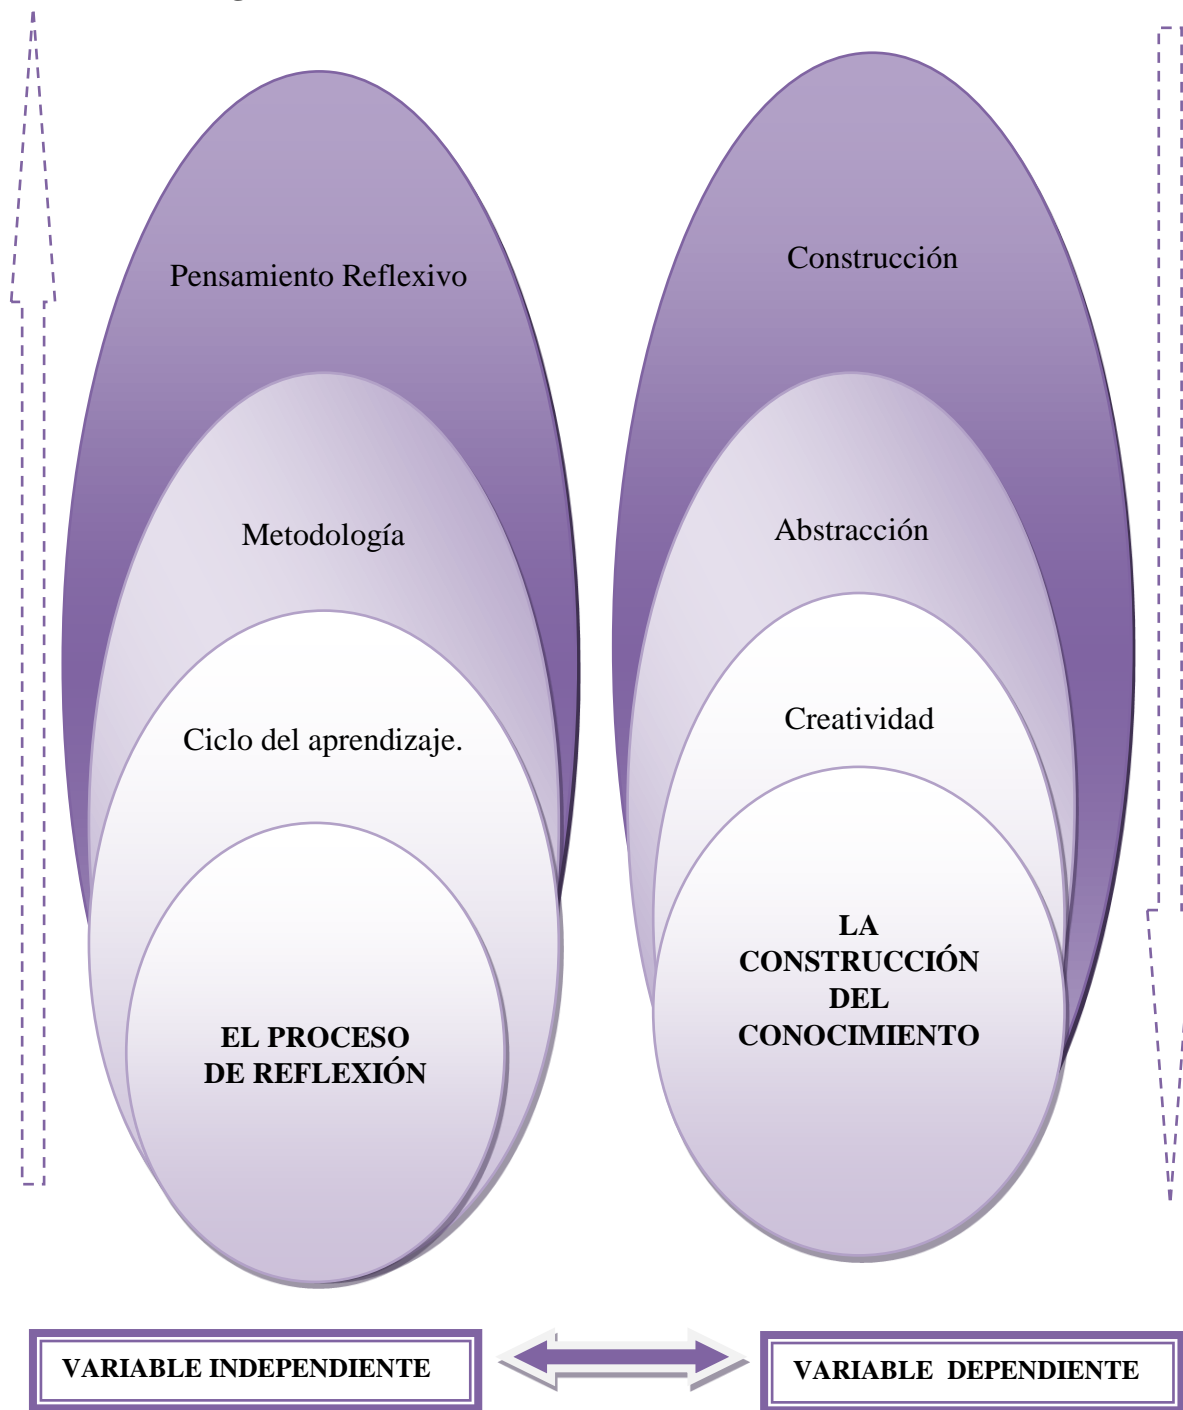 Pensamiento Reflexivo
Metodología
Ciclo del aprendizaje.
EL PROCESO
DE REFLEXIÓN
Construcción
Abstracción
Creatividad
LA
CONSTRUCCIÓN
DEL
CONOCIMIENTO
VARIABLE INDEPENDIENTE
VARIABLE DEPENDIENTE